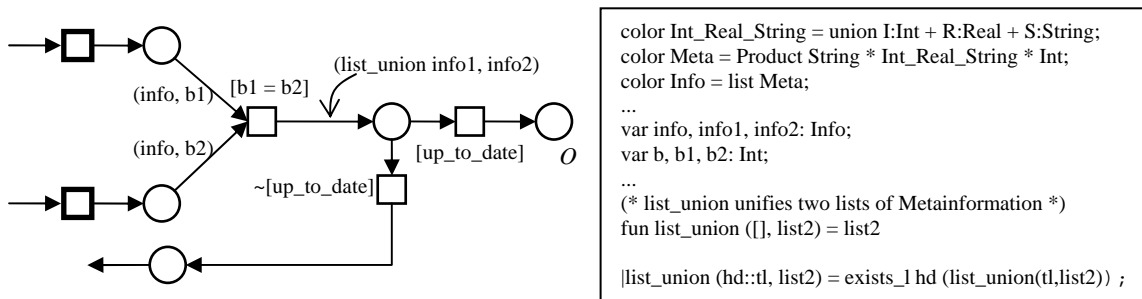 (list_union info1, info2)
[b1 = b2]
(info, b1)
(info, b2)
[up_to_date]
O
~[up_to_date]
color Int_Real_String = union I:Int + R:Real + S:String;
color Meta = Product String * Int_Real_String * Int;
color Info = list Meta;
...
var info, info1, info2: Info;
var b, b1, b2: Int;
...
(* list_union unifies two lists of Metainformation *)
fun list_union ([], list2) = list2
|list_union (hd::tl, list2) = exists_l hd (list_union(tl,list2)) ;